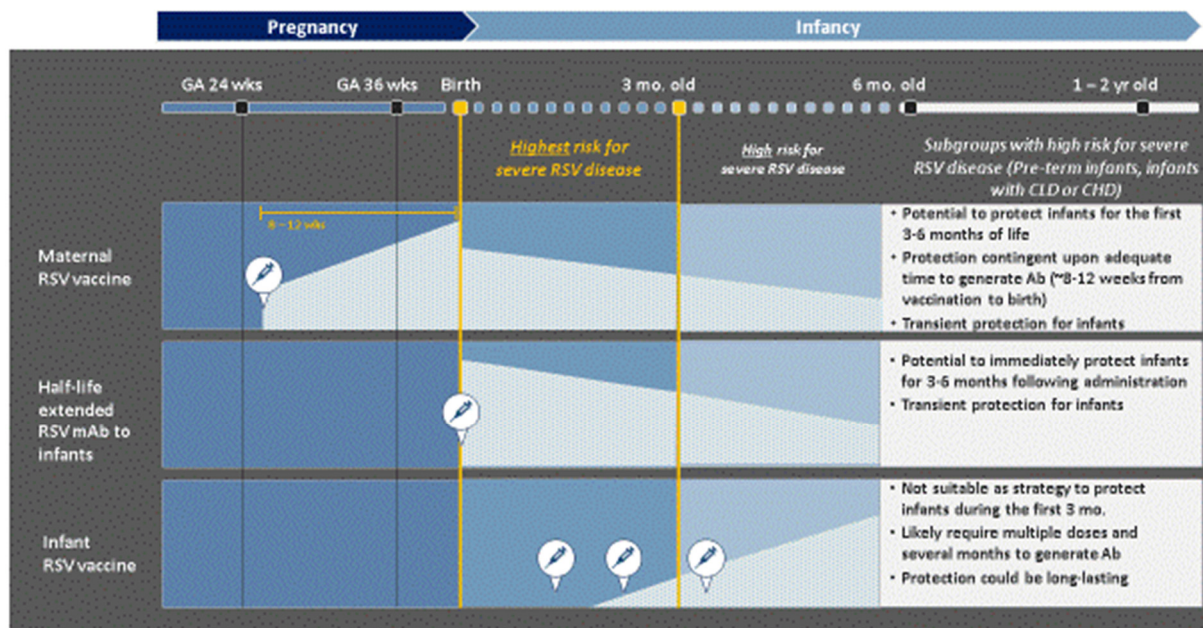 Pregnancy
Infancy
GA 24 wks
GA 36 wks
Birth
3 mo. old
6 mo. old
1 – 2 yr old
Highest risk for
severe RSV disease
High risk for
severe RSV disease
Subgroups with high risk for severe
RSV disease (Pre-term infants, infants
with CLD or CHD)
Maternal
RSV vaccine
8 – 12 wks
• Potential to protect infants for the first
3-6 months of life
• Protection contingent upon adequate
time to generate Ab (~8-12 weeks from
vaccination to birth)
• Transient protection for infants
Half-life
extended
RSV mAb to
infants
• Potential to immediately protect infants
for 3-6 months following administration
• Transient protection for infants
Infant
RSV vaccine
• Not suitable as strategy to protect
infants during the first 3 mo.
• Likely require multiple doses and
several months to generate Ab
• Protection could be long-lasting